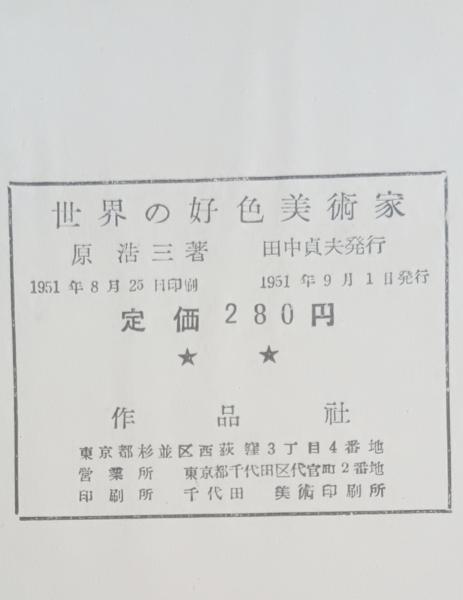 世界の好色美術家
原浩三著 田中貞夫発行
1951年8月25日印刷 1951年9月1日発行
定価280円
★ ★
作品社
東京都杉並区西荻窪3丁目4番地
営業所 東京都千代田区代官町2番地
印刷所 千代田 美術印刷所